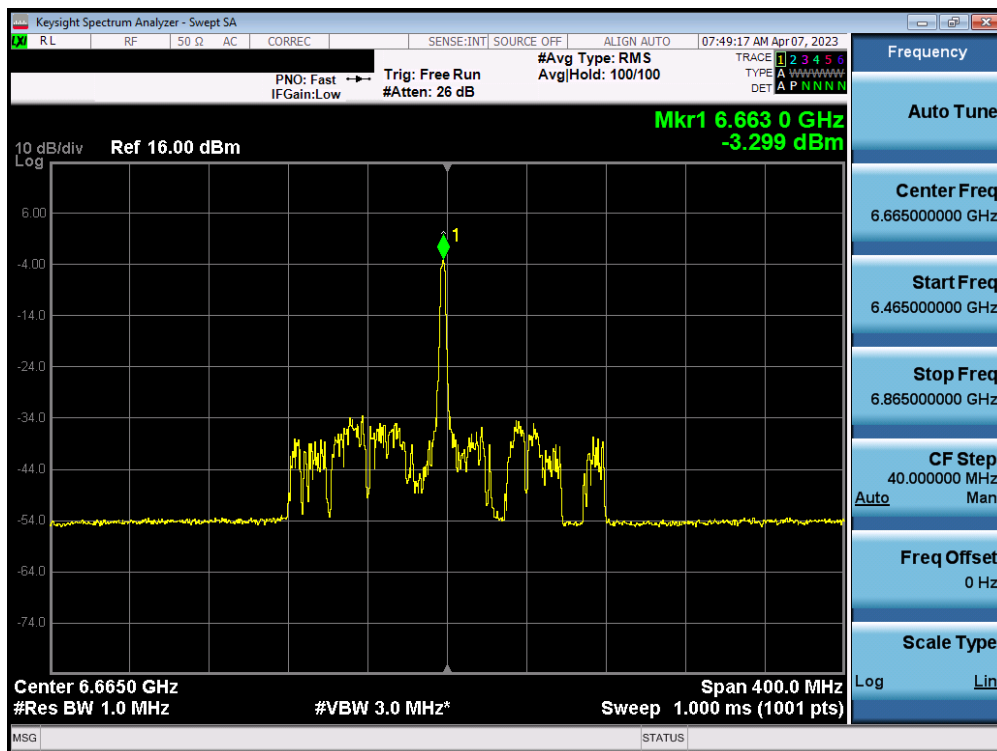 Keysight Spectrum Analyzer - Swept SA
LXI RL RF 50 Ω AC CORREC SENSE:INT SOURCE OFF ALIGN AUTO 07:49:17 AM Apr 07, 2023
PNO: Fast Trig: Free Run #Avg Type: RMS TRACE 1 2 3 4 5 6
IFGain:Low #Atten: 26 dB Avg|Hold: 100/100 TYPE A W W W W W
DET A P N N N N
Mkr1 6.663 0 GHz
-3.299 dBm
10 dB/div Ref 16.00 dBm
Log
1
6.00
-4.00
-14.0
-24.0
-34.0
-44.0
-54.0
-64.0
-74.0
Center 6.6650 GHz Span 400.0 MHz
#Res BW 1.0 MHz #VBW 3.0 MHz* Sweep 1.000 ms (1001 pts)
MSG STATUS
Frequency
Auto Tune
Center Freq
6.665000000 GHz
Start Freq
6.465000000 GHz
Stop Freq
6.865000000 GHz
CF Step
40.000000 MHz
Auto Man
Freq Offset
0 Hz
Scale Type
Log Lin